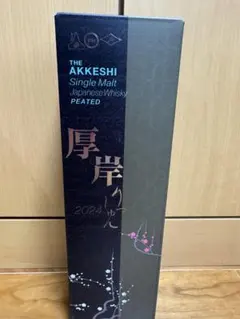 THE
AKKESHI
Single Malt
Japanese Whisky
PEATED
厚岸
2024